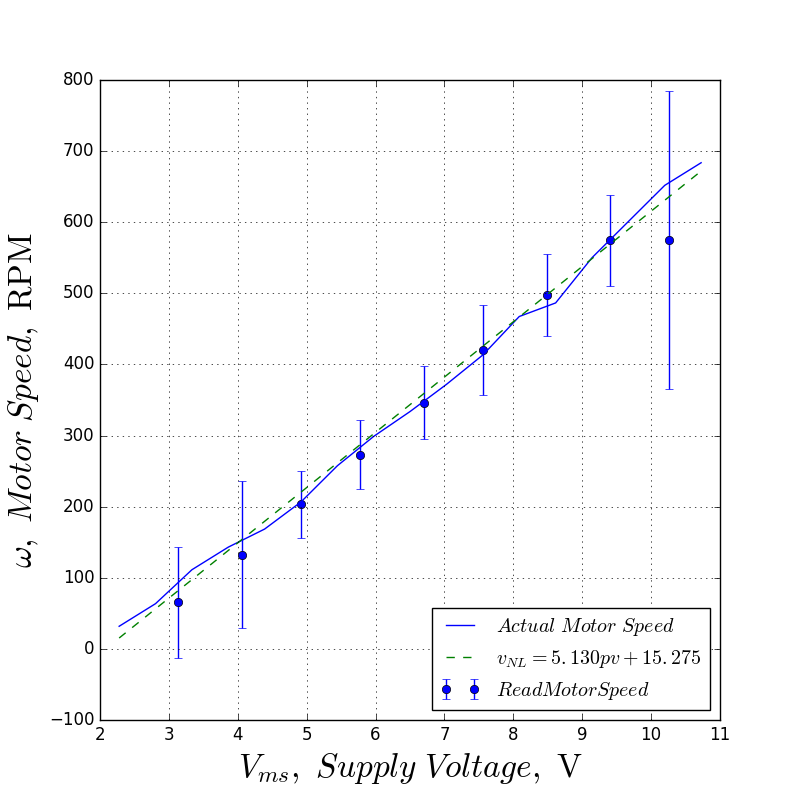 800
700
600
500
400
300
200
100
0
−100
2 3 4 5 6 7 8 9 10 11
ω, Motor Speed, RPM
V_ms, Supply Voltage, V
Actual Motor Speed
v_NL = 5.130pv + 15.275
ReadMotorSpeed